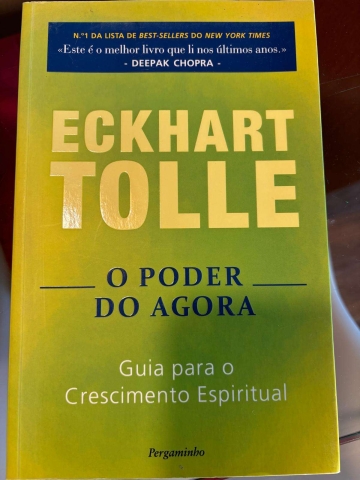 N.º1 DA LISTA DE BEST-SELLERS DO NEW YORK TIMES
«Este é o melhor livro que li nos últimos anos.»
- DEEPAK CHOPRA -
ECKHART
TOLLE
O PODER
DO AGORA
Guia para o
Crescimento Espiritual
Pergaminho